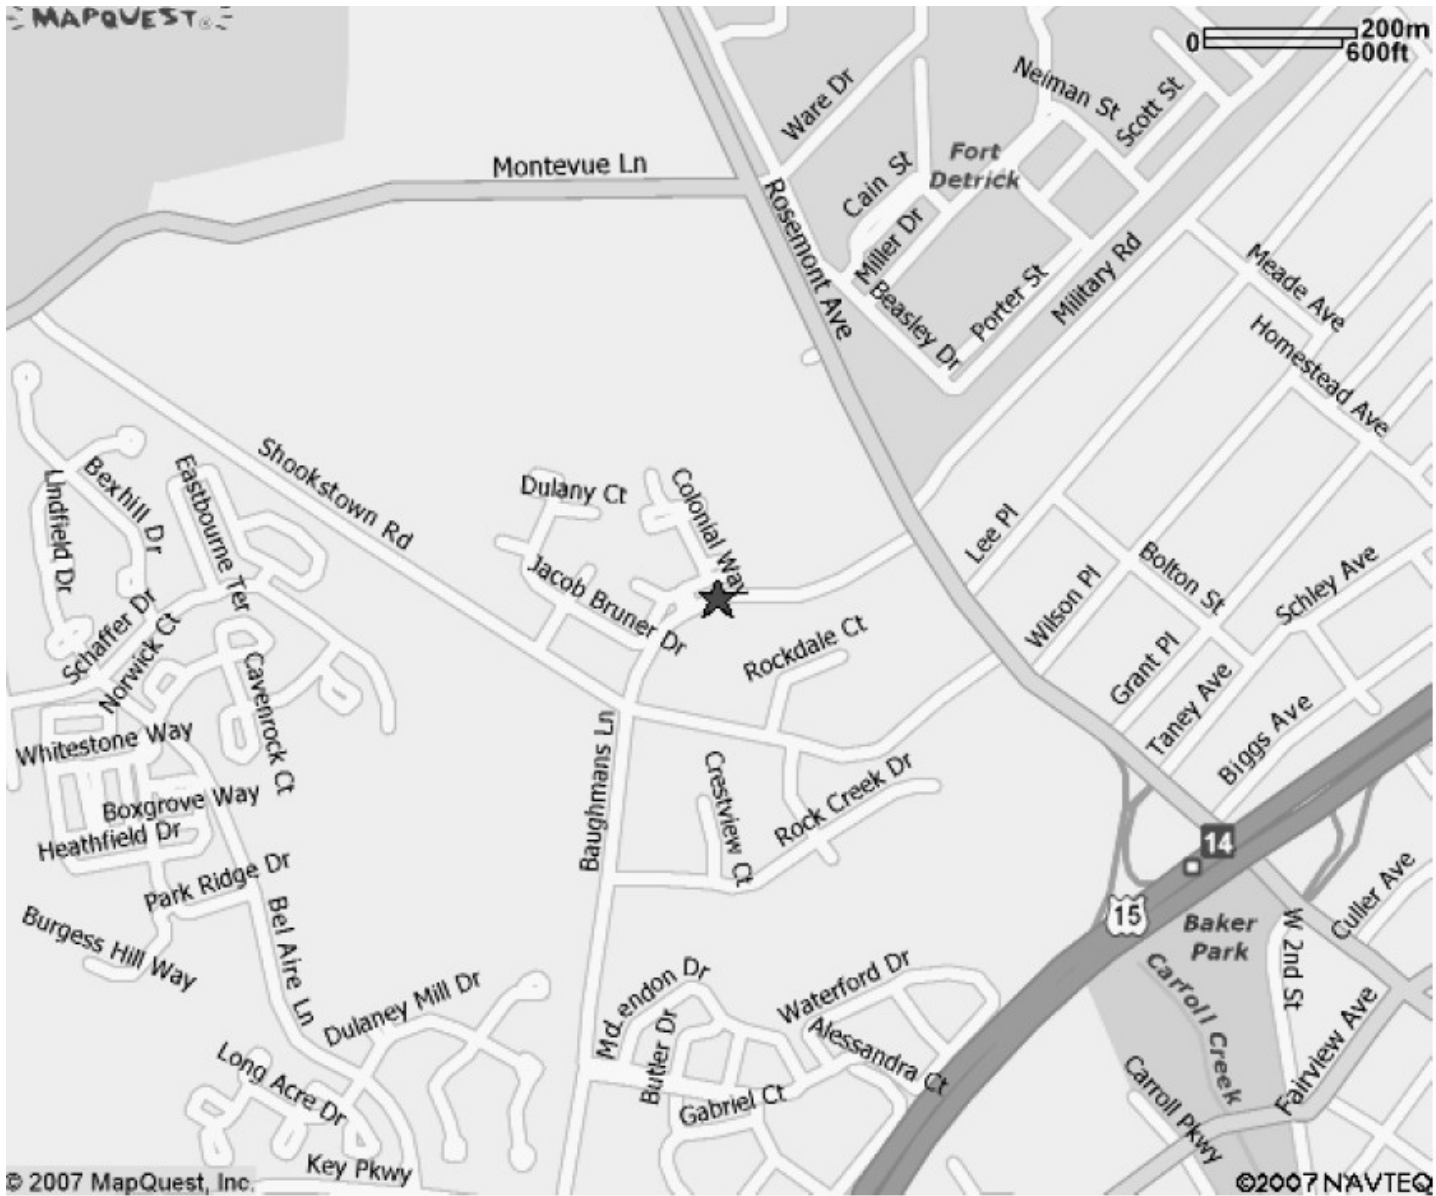 MAPQUEST®
200m
0
600ft
Neiman St
Scott St
Ware Dr
Fort
Detrick
Montevue Ln
Cain St
Rosemont Ave
Miller Dr
Beasley Dr
Porter St
Military Rd
Meade Ave
Homestead Ave
Shookstown Rd
Bexhill Dr
Lindfield Dr
Eastbourne Ter
Dulany Ct
Colonial Way
Lee Pl
Jacob Bruner Dr
Bolton St
Schley Ave
Wilson Pl
Schaffer Dr
Norwick Ct
Rockdale Ct
Grant Pl
Taney Ave
Cavenrock Ct
Biggs Ave
Whitestone Way
Baughmans Ln
Crestview Ct
Rock Creek Dr
Boxgrove Way
Heathfield Dr
14
Park Ridge Dr
Culler Ave
15
Baker
Park
W 2nd St
Burgess Hill Way
Bel Aire Ln
Waterford Dr
Carroll Creek
Dulaney Mill Dr
Md endon Dr
Butler Dr
Alessandra Ct
Fairview Ave
Long Acre Dr
Gabriel Ct
Carroll Pkwy
Key Pkwy
© 2007 MapQuest, Inc.
©2007 NAVTEQ